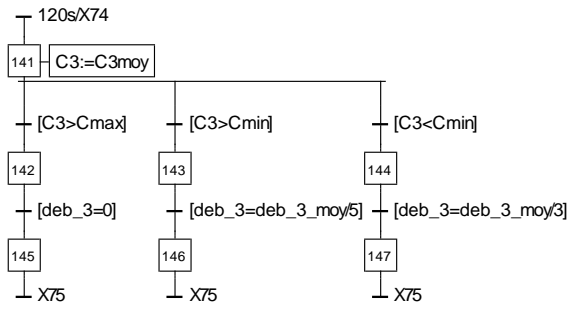 120s/X74
141 C3:=C3moy
[C3>Cmax] [C3>Cmin] [C3<Cmin]
142 143 144
[deb_3=0] [deb_3=deb_3_moy/5] [deb_3=deb_3_moy/3]
145 146 147
X75 X75 X75